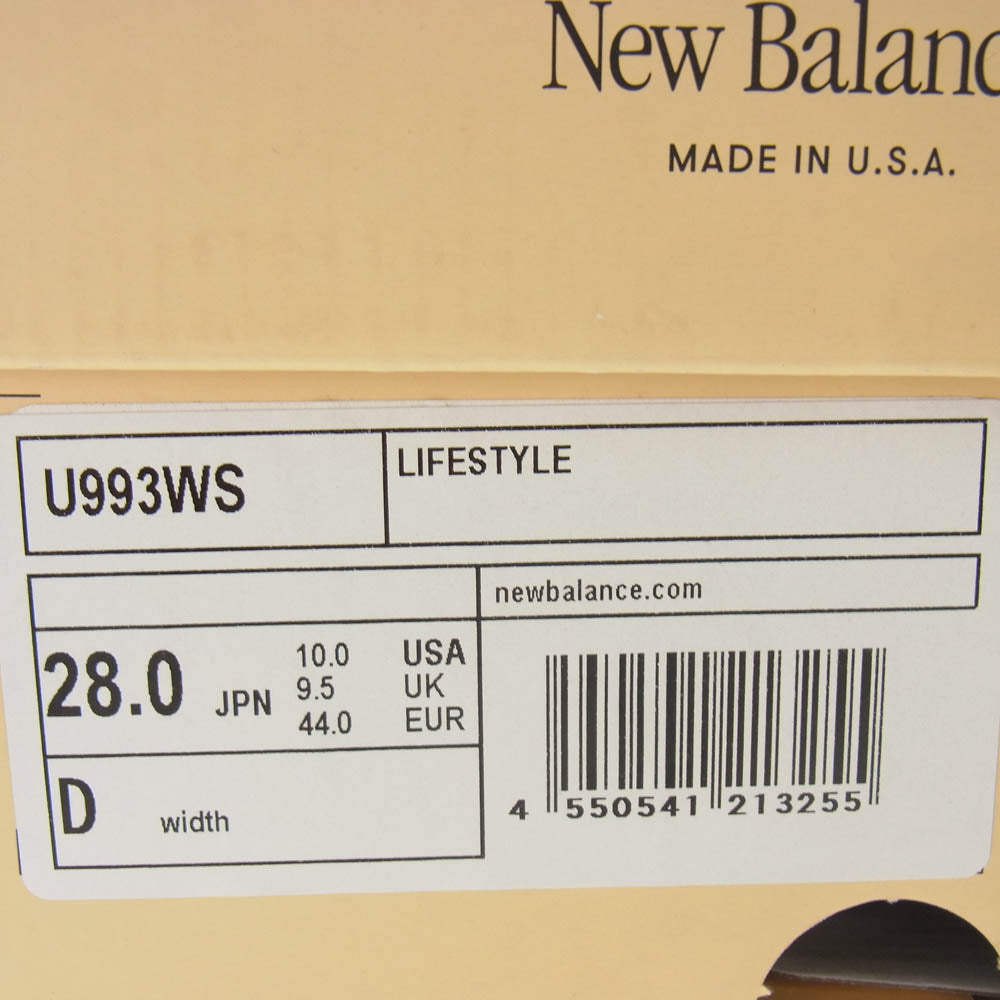 New Balanc
MADE IN U.S.A.
U993WS
LIFESTYLE
newbalance.com
28.0 JPN
10.0 USA
9.5 UK
44.0 EUR
D width
4 550541 213255